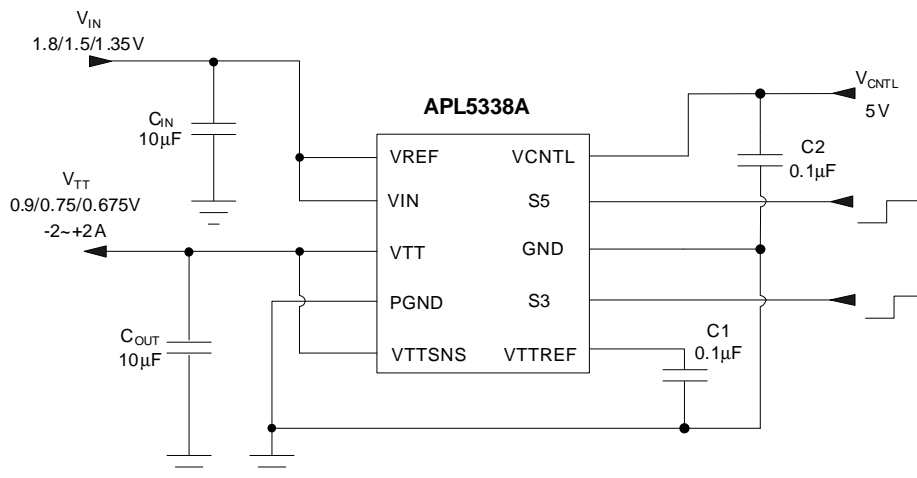 V_IN
1.8/1.5/1.35V
C_IN
10μF
V_TT
0.9/0.75/0.675V
-2~+2A
C_OUT
10μF
APL5338A
VREF
VIN
VTT
PGND
VTTSNS
VCNTL
S5
GND
S3
VTTREF
V_CNTL
5V
C2
0.1μF
C1
0.1μF